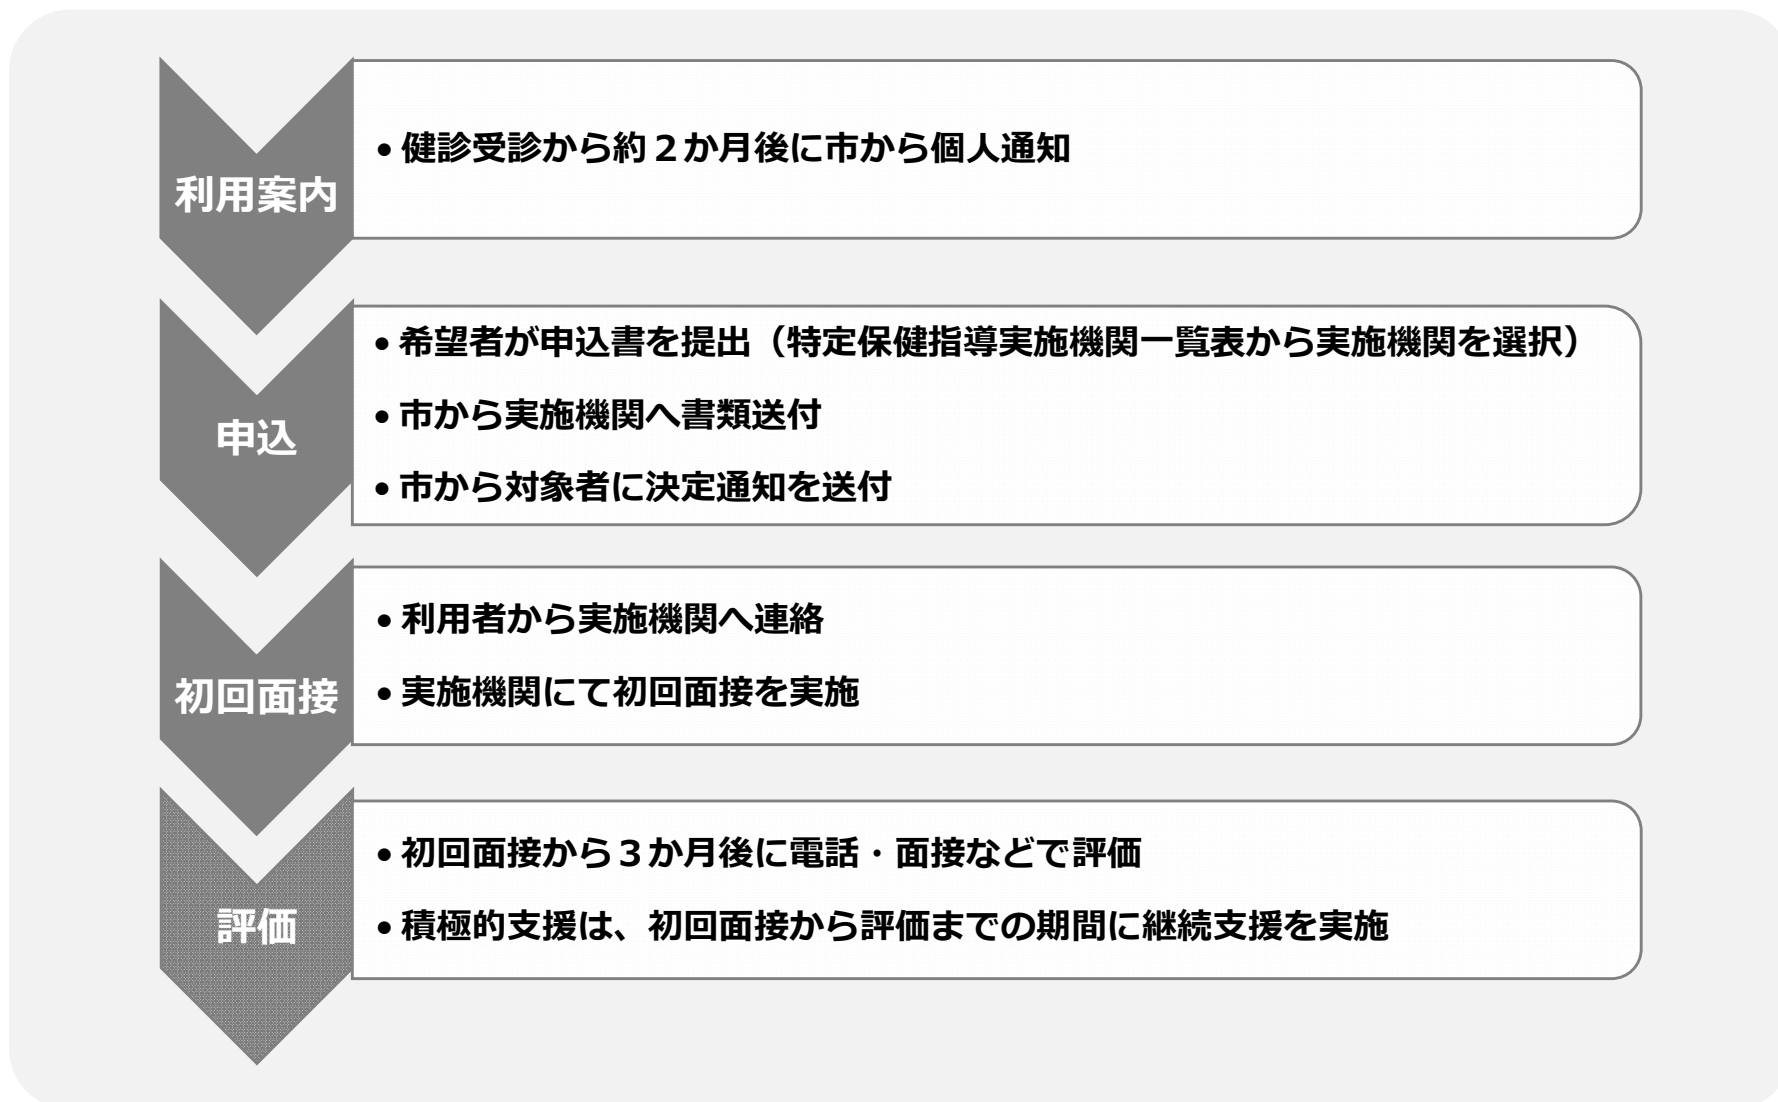 利用案内
• 健診受診から約２か月後に市から個人通知
申込
• 希望者が申込書を提出（特定保健指導実施機関一覧表から実施機関を選択）
• 市から実施機関へ書類送付
• 市から対象者に決定通知を送付
初回面接
• 利用者から実施機関へ連絡
• 実施機関にて初回面接を実施
評価
• 初回面接から３か月後に電話・面接などで評価
• 積極的支援は、初回面接から評価までの期間に継続支援を実施